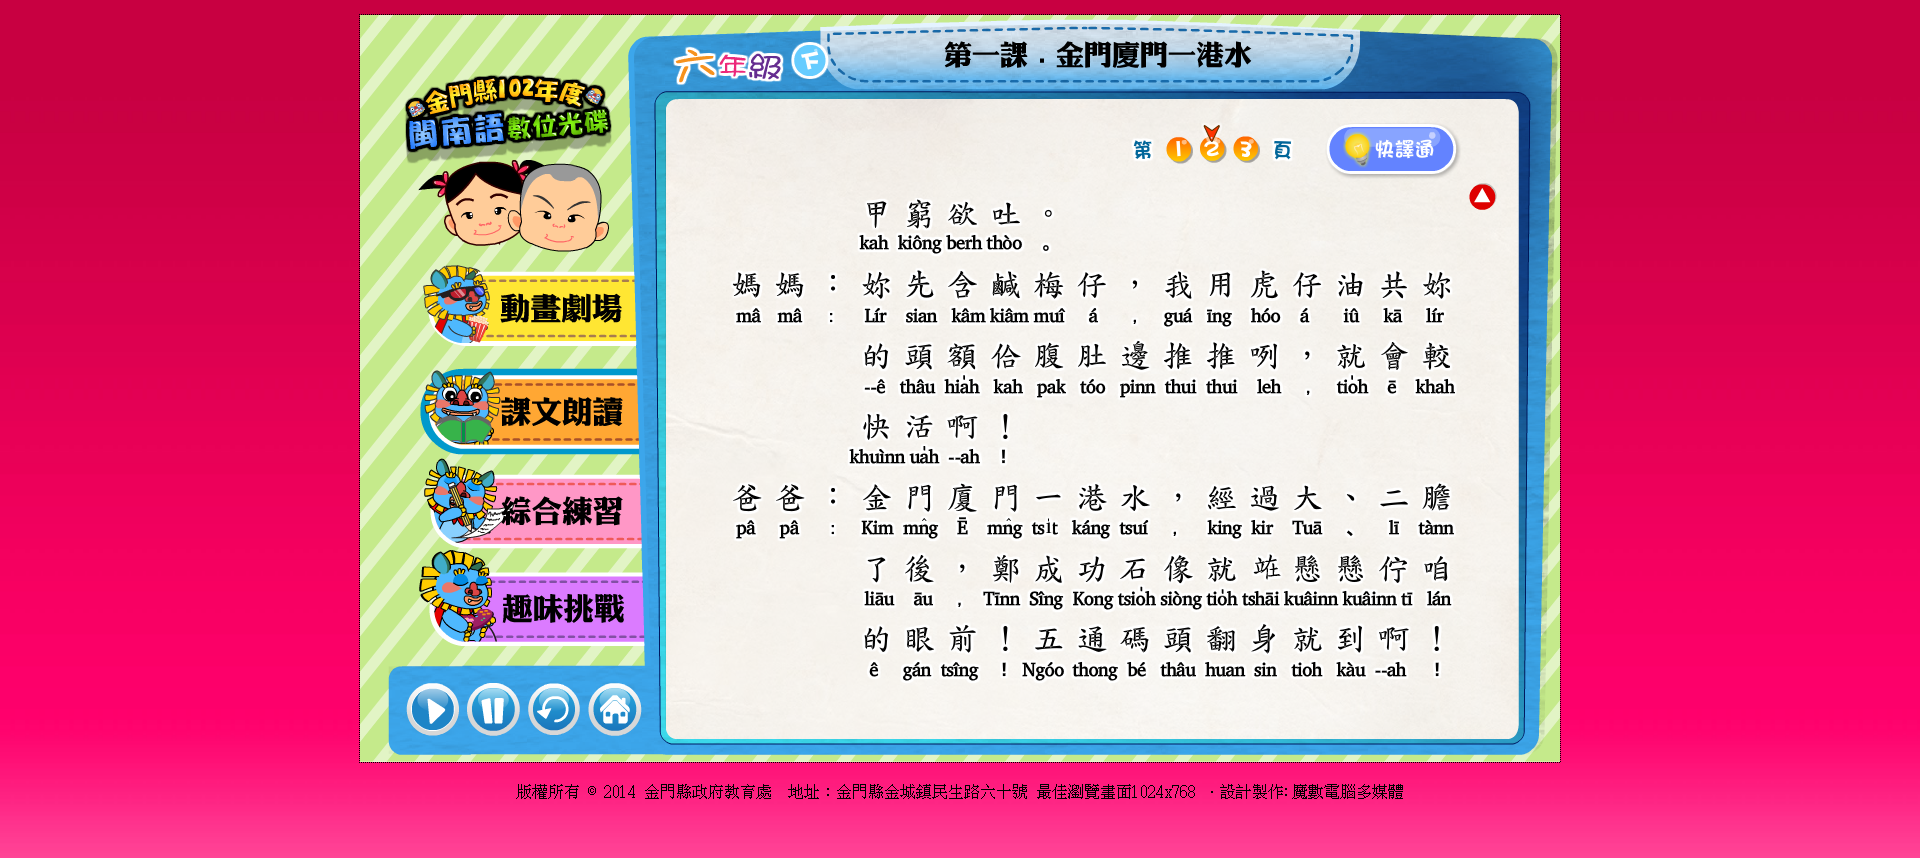 六年級 下
第一課．金門廈門一港水
金門縣102年度
閩南語數位光碟
第 1 2 3 頁
快譯通
甲窮欲吐。
kah kiông berh thòo 。
媽媽：妳先含鹹梅仔，我用虎仔油共妳
mâ mâ : Lír sian kâm kiâm muî á , guá īng hóo á iû kā lír
的頭額佮腹肚邊推推咧，就會較
--ê thâu hia̍h kah pak tóo pinn thui thui leh , tio̍h ē khah
快活啊！
khuìnn ua̍h --ah !
爸爸：金門廈門一港水，經過大、二膽
pâ pâ : Kim mn̂g Ē mn̂g tsi̍t káng tsuí , king kìr Tuā 、 lī tànn
了後，鄭成功石像就徛懸懸佇咱
liāu āu , Tīnn Sîng Kong tsio̍h siòng tio̍h tshāi kuâinn kuâinn tī lán
的眼前！五通碼頭翻身就到啊！
ê gán tsîng ! Ngóo thong bé thâu huan sin tioh kàu --ah !
動畫劇場
課文朗讀
綜合練習
趣味挑戰
版權所有 © 2014 金門縣政府教育處 地址：金門縣金城鎮民生路六十號 最佳瀏覽畫面1024x768 ．設計製作:魔數電腦多媒體